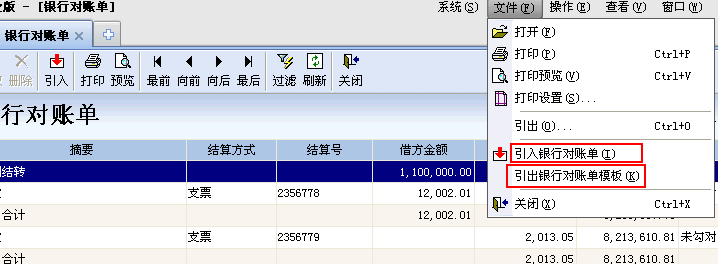 业版 - [银行对账单]
系统(S) 文件(F) 操作(E) 查看(V) 窗口(W)
银行对账单
删除 引入 打印 预览 最前 向前 向后 最后 过滤 刷新 关闭
打开(P)
打印(P) Ctrl+P
打印预览(V) Ctrl+V
打印设置(S)...
引出(O)... Ctrl+O
引入银行对账单(I)
引出银行对账单模板(K)
关闭(X) Ctrl+X
行对账单
摘要 结算方式 结算号 借方金额
结转 1,100,000.00
支票 2356778 12,002.01
合计 12,002.01
支票 2356779 2,013.05 8,213,610.81 未勾对
合计 2,013.05 8,213,610.81